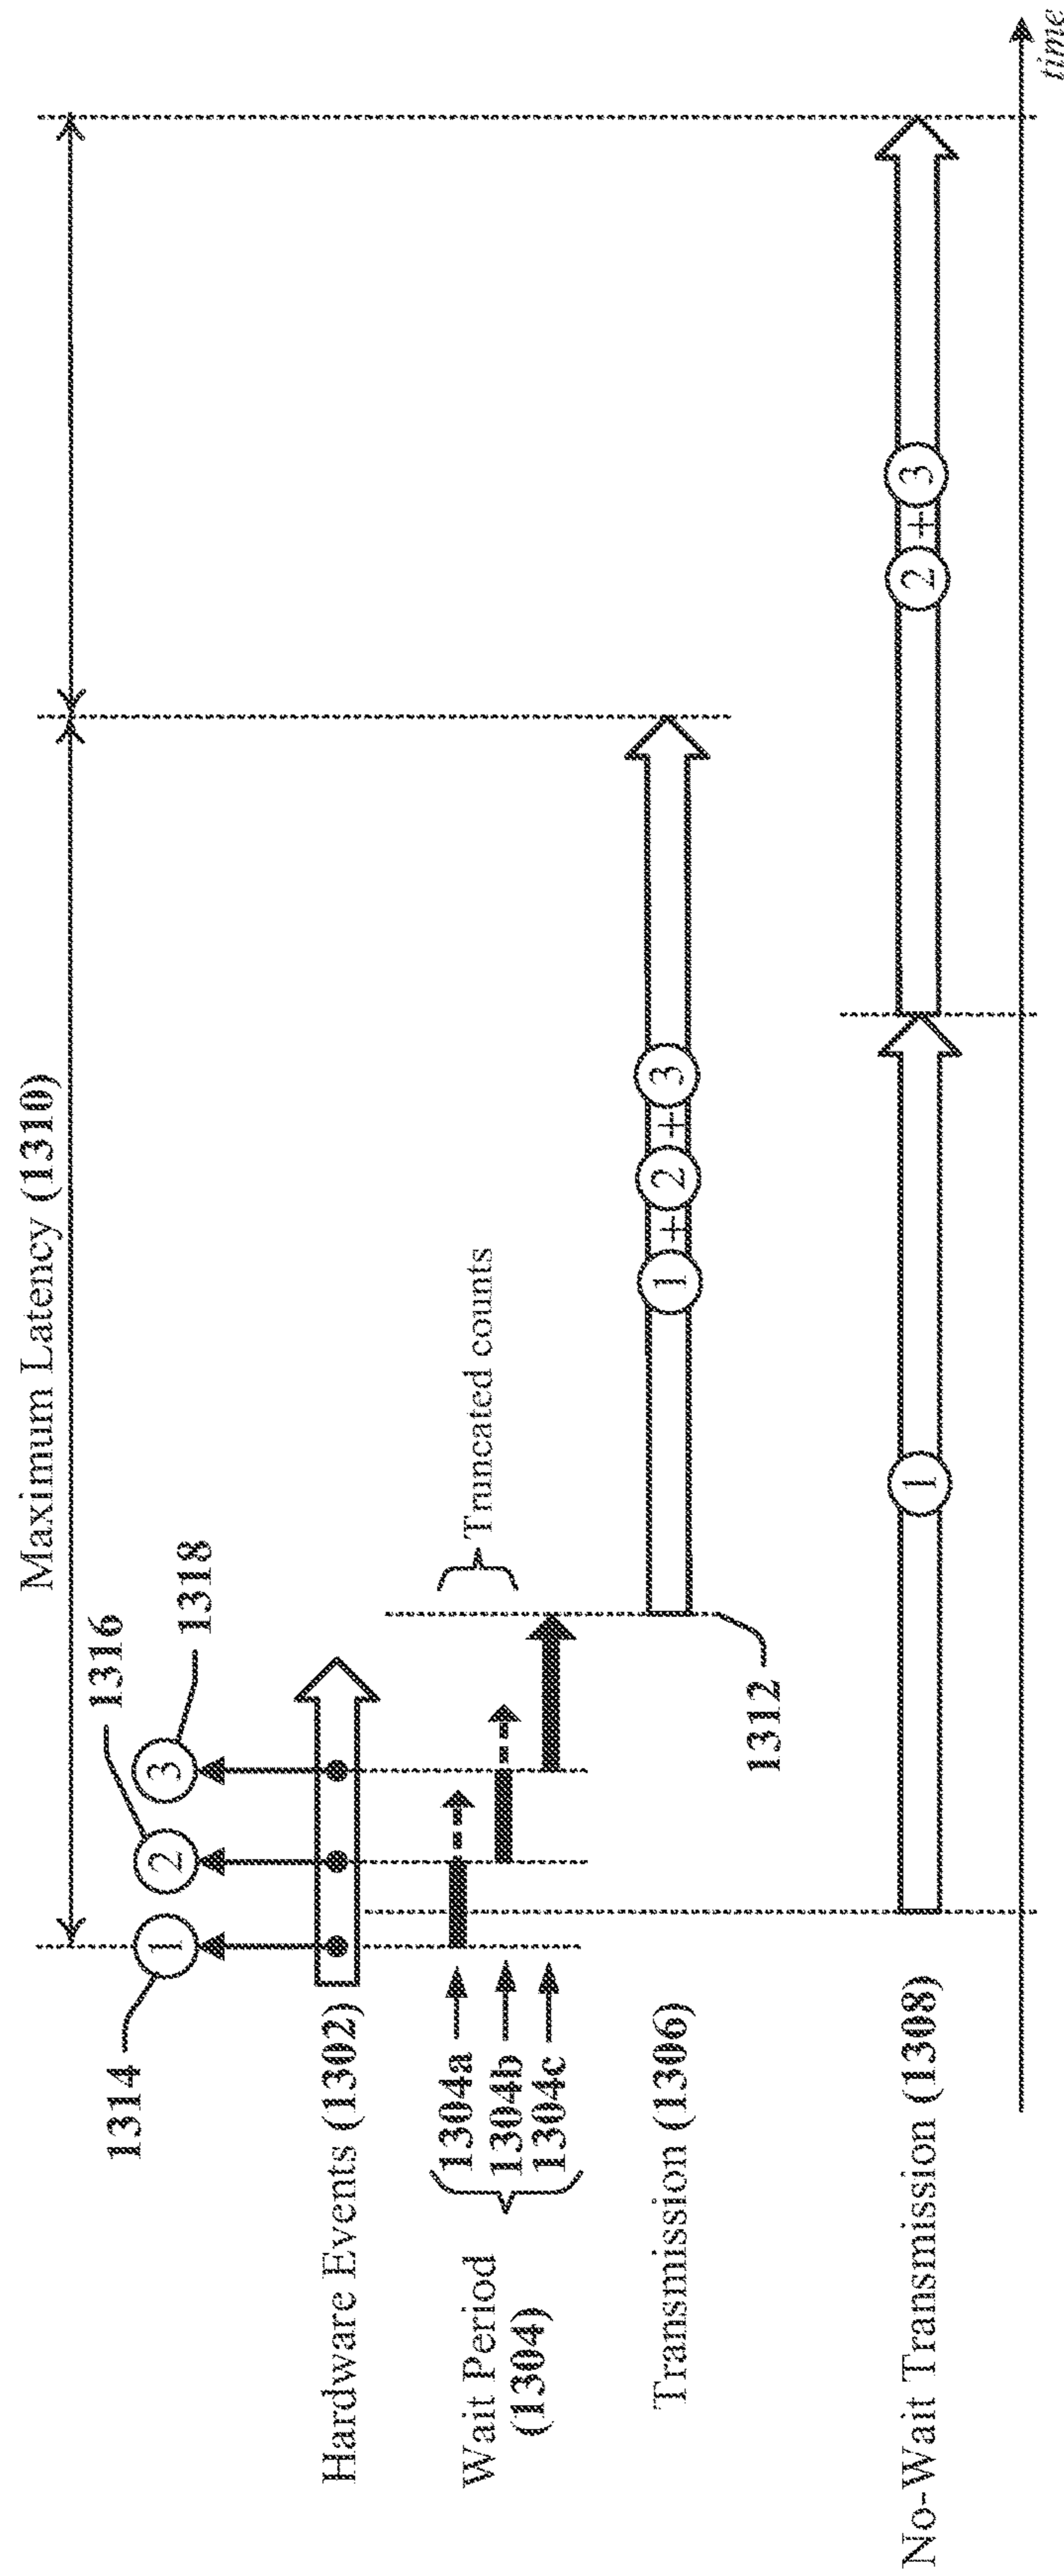 Maximum Latency (1310)
1314
1316
1318
1
2
3
Hardware Events (1302)
Wait Period
(1304)
1304a
1304b
1304c
Truncated counts
1312
Transmission (1306)
1+2+3
No-Wait Transmission (1308)
1
2+3
time